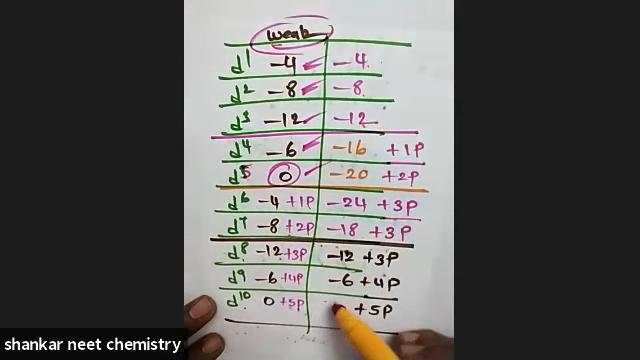 weak
d1 -4 -4
d2 -8 -8
d3 -12 -12
d4 -6 -16 +1P
d5 0 -20 +2P
d6 -4 +1P -24 +3P
d7 -8 +2P -18 +3P
d8 -12 +3P -12 +3P
d9 -6 +4P -6 +4P
d10 0 +5P +5P
shankar neet chemistry